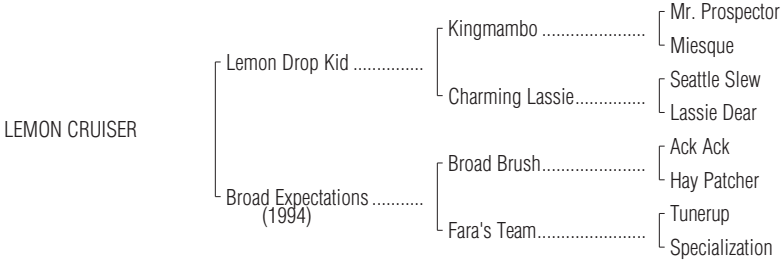 Mr. Prospector
Kingmambo ......................
Miesque
Lemon Drop Kid ...............
Seattle Slew
Charming Lassie...............
Lassie Dear
LEMON CRUISER
Ack Ack
Broad Brush......................
Hay Patcher
Broad Expectations ...........
(1994)
Tunerup
Fara's Team.......................
Specialization